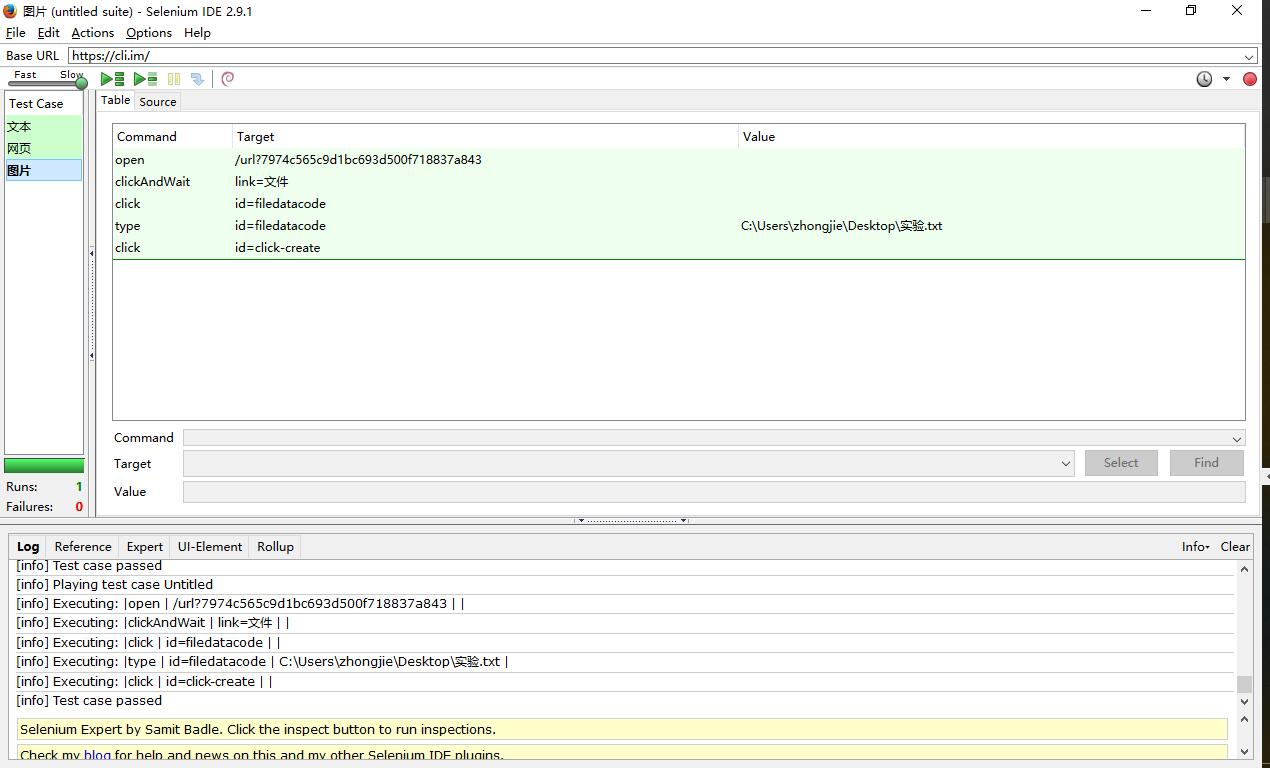 图片 (untitled suite) - Selenium IDE 2.9.1
File Edit Actions Options Help
Base URL https://cli.im/
Fast Slow
Test Case
文本
网页
图片
Runs: 1
Failures: 0
Table Source
Command Target Value
open /url?7974c565c9d1bc693d500f718837a843
clickAndWait link=文件
click id=filedatacode
type id=filedatacode C:\Users\zhongjie\Desktop\实验.txt
click id=click-create
Command
Target Select Find
Value
Log Reference Expert UI-Element Rollup Info Clear
[info] Test case passed
[info] Playing test case Untitled
[info] Executing: |open | /url?7974c565c9d1bc693d500f718837a843 | |
[info] Executing: |clickAndWait | link=文件 | |
[info] Executing: |click | id=filedatacode | |
[info] Executing: |type | id=filedatacode | C:\Users\zhongjie\Desktop\实验.txt |
[info] Executing: |click | id=click-create | |
[info] Test case passed
Selenium Expert by Samit Badle. Click the inspect button to run inspections.
Check my blog for help and news on this and my other Selenium IDE plugins.